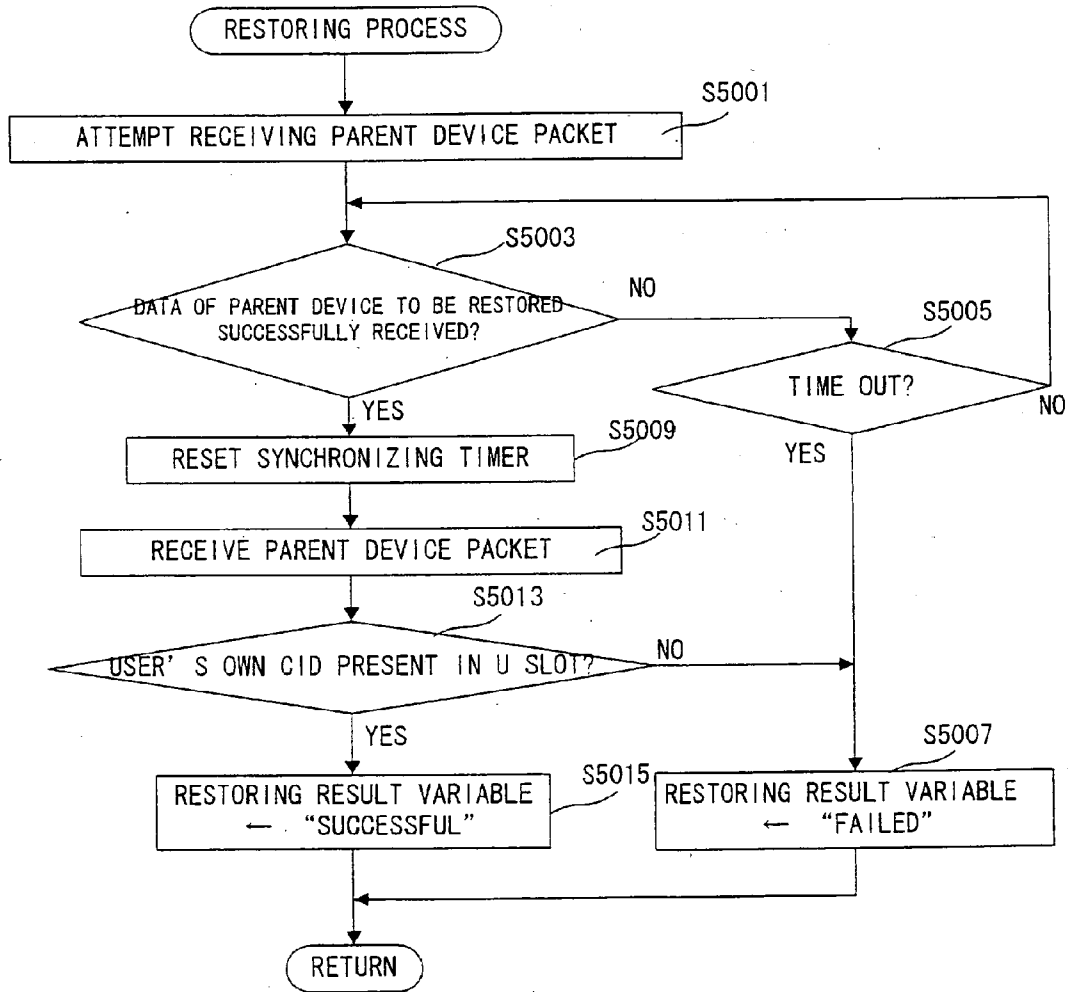 RESTORING PROCESS
S5001
ATTEMPT RECEIVING PARENT DEVICE PACKET
S5003
DATA OF PARENT DEVICE TO BE RESTORED
SUCCESSFULLY RECEIVED?
NO
S5005
TIME OUT?
NO
YES
YES
S5009
RESET SYNCHRONIZING TIMER
S5011
RECEIVE PARENT DEVICE PACKET
S5013
USER' S OWN CID PRESENT IN U SLOT?
NO
YES
S5015
RESTORING RESULT VARIABLE
← “SUCCESSFUL”
S5007
RESTORING RESULT VARIABLE
← “FAILED”
RETURN